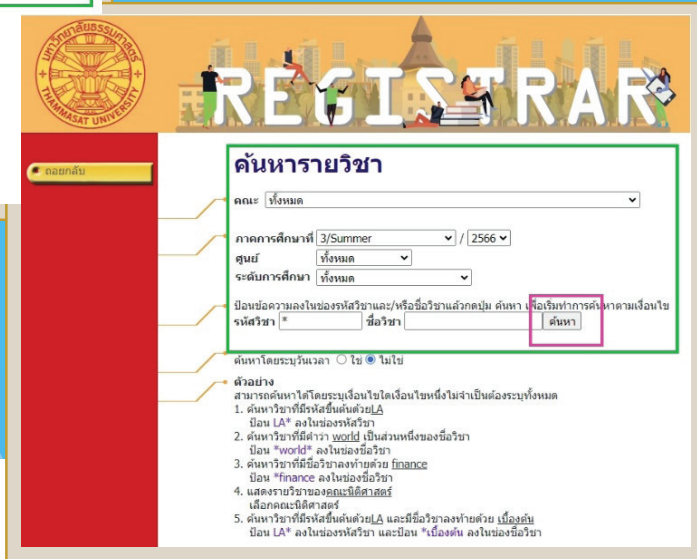 มหาวิทยาลัยธรรมศาสตร์
THAMMASAT UNIVERSITY
REGISTRAR
ถอยกลับ
ค้นหารายวิชา
คณะ ทั้งหมด
ภาคการศึกษาที่ 3/Summer / 2566
ศูนย์ ทั้งหมด
ระดับการศึกษา ทั้งหมด
ป้อนข้อความลงในช่องรหัสวิชาและ/หรือชื่อวิชาแล้วกดปุ่ม ค้นหา เพื่อเริ่มทำการค้นหาตามเงื่อนไข
รหัสวิชา * ชื่อวิชา ค้นหา
ค้นหาโดยระบุวันเวลา ใช่ ไม่ใช่
ตัวอย่าง
สามารถค้นหาได้โดยระบุเงื่อนไขใดเงื่อนไขหนึ่งไม่จำเป็นต้องระบุทั้งหมด
1. ค้นหาวิชาที่มีรหัสขึ้นต้นด้วยLA
ป้อน LA* ลงในช่องรหัสวิชา
2. ค้นหาวิชาที่มีคำว่า world เป็นส่วนหนึ่งของชื่อวิชา
ป้อน *world* ลงในช่องชื่อวิชา
3. ค้นหาวิชาที่มีชื่อวิชาลงท้ายด้วย finance
ป้อน *finance ลงในช่องชื่อวิชา
4. แสดงรายวิชาของคณะนิติศาสตร์
เลือกคณะนิติศาสตร์
5. ค้นหาวิชาที่มีรหัสขึ้นต้นด้วยLA และมีชื่อวิชาลงท้ายด้วย เบื้องต้น
ป้อน LA* ลงในช่องรหัสวิชา และป้อน *เบื้องต้น ลงในช่องชื่อวิชา